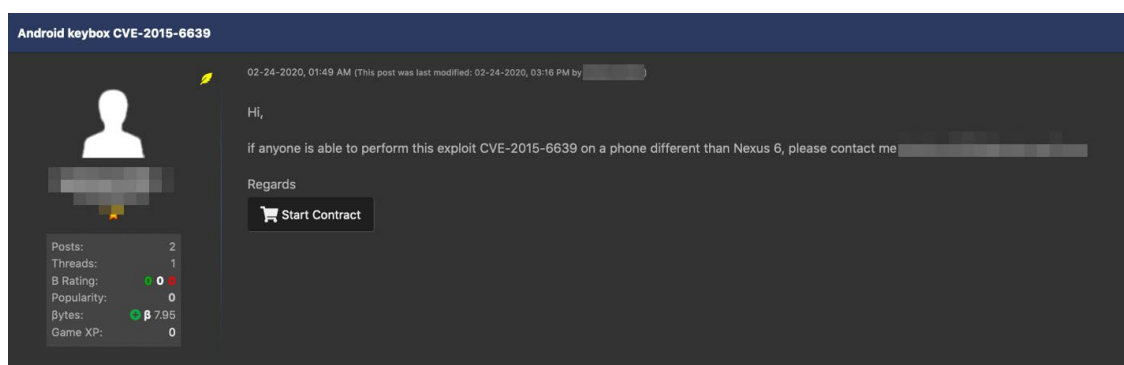 Android keybox CVE-2015-6639
02-24-2020, 01:49 AM (This post was last modified: 02-24-2020, 03:16 PM by )
Hi,
if anyone is able to perform this exploit CVE-2015-6639 on a phone different than Nexus 6, please contact me
Regards
Start Contract
Posts: 2
Threads: 1
B Rating: 0 0 0
Popularity: 0
βytes: β 7.95
Game XP: 0